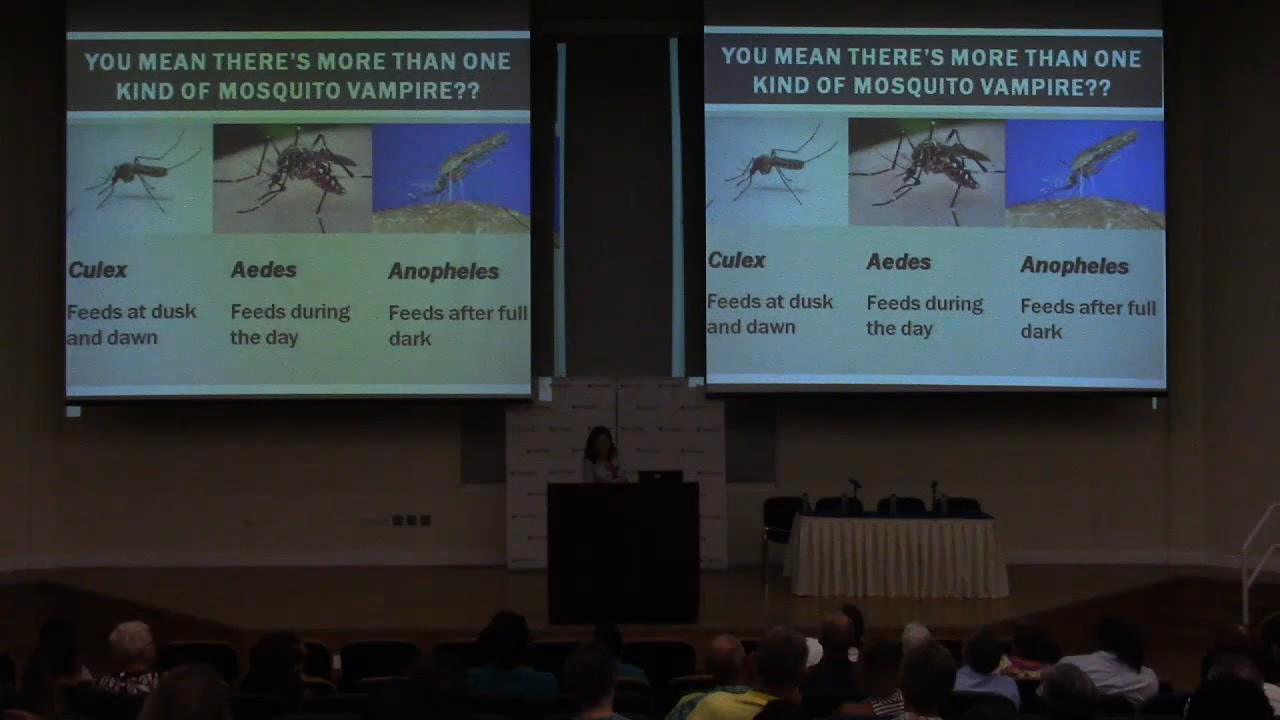 YOU MEAN THERE'S MORE THAN ONE
KIND OF MOSQUITO VAMPIRE??
Culex
Aedes
Anopheles
Feeds at dusk
and dawn
Feeds during
the day
Feeds after full
dark
YOU MEAN THERE'S MORE THAN ONE
KIND OF MOSQUITO VAMPIRE??
Culex
Aedes
Anopheles
Feeds at dusk
and dawn
Feeds during
the day
Feeds after full
dark